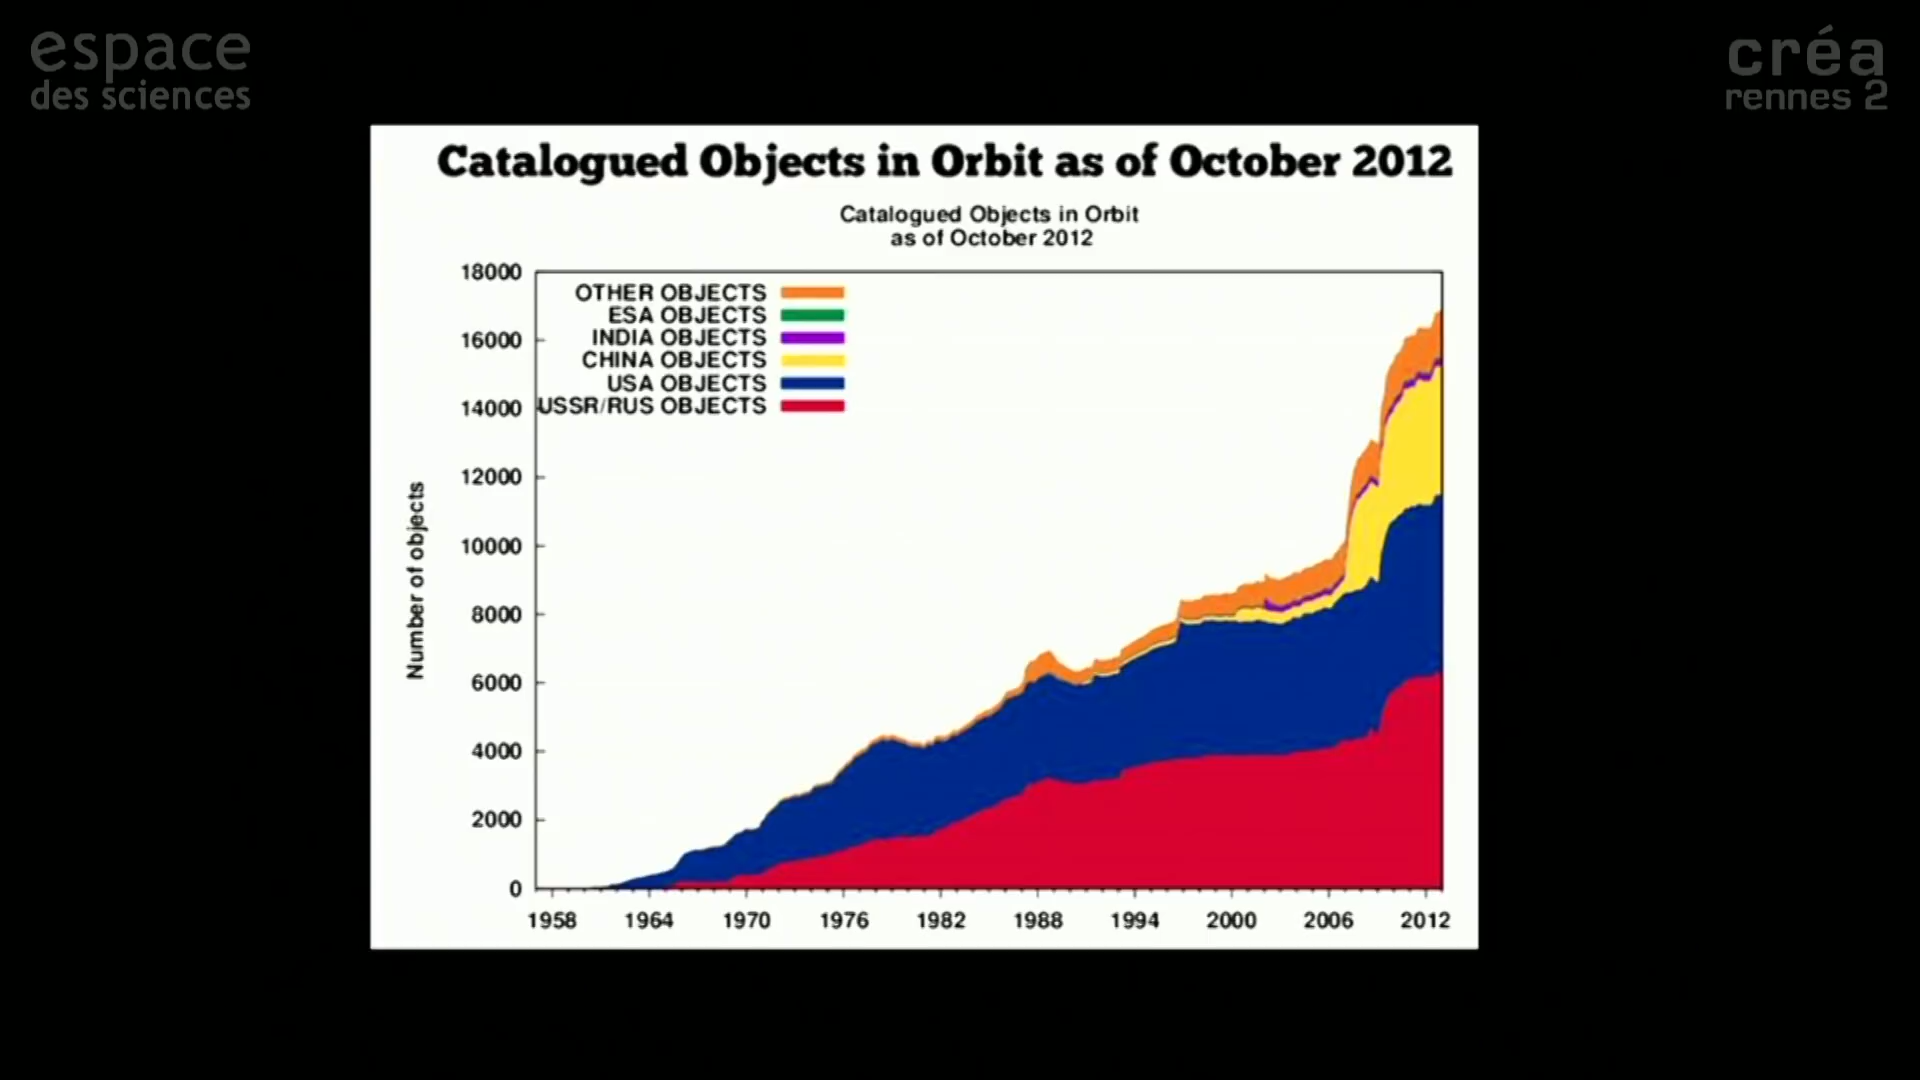 espace
des sciences
créa
rennes 2
Catalogued Objects in Orbit as of October 2012
Catalogued Objects in Orbit
as of October 2012
18000
16000
14000
12000
10000
8000
6000
4000
2000
0
Number of objects
OTHER OBJECTS
ESA OBJECTS
INDIA OBJECTS
CHINA OBJECTS
USA OBJECTS
USSR/RUS OBJECTS
1958 1964 1970 1976 1982 1988 1994 2000 2006 2012